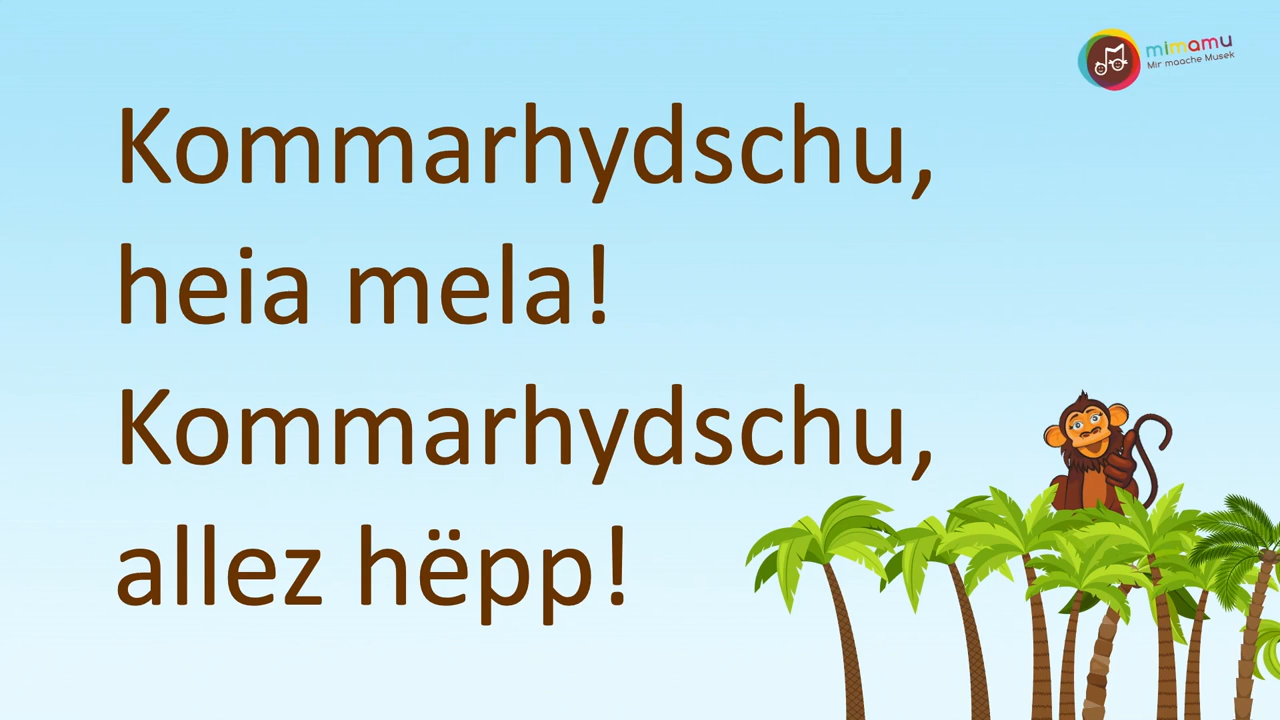 mimamu
Mir maache Musek
Kommarhydschu,
heia mela!
Kommarhydschu,
allez hëpp!